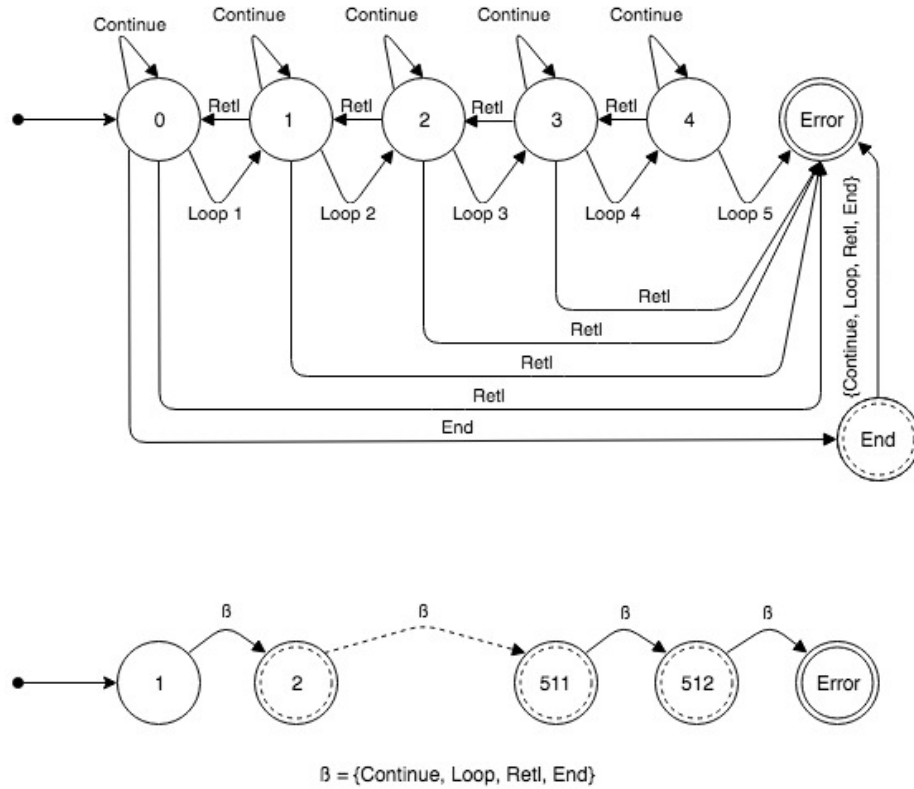 Continue Continue Continue Continue Continue
0 Retl 1 Retl 2 Retl 3 Retl 4 Error
Loop 1 Loop 2 Loop 3 Loop 4 Loop 5
{Continue, Loop, Retl, End}
Retl
Retl
Retl
Retl
End
End
ß ß ß ß
1 2 511 512 Error
ß = {Continue, Loop, Retl, End}